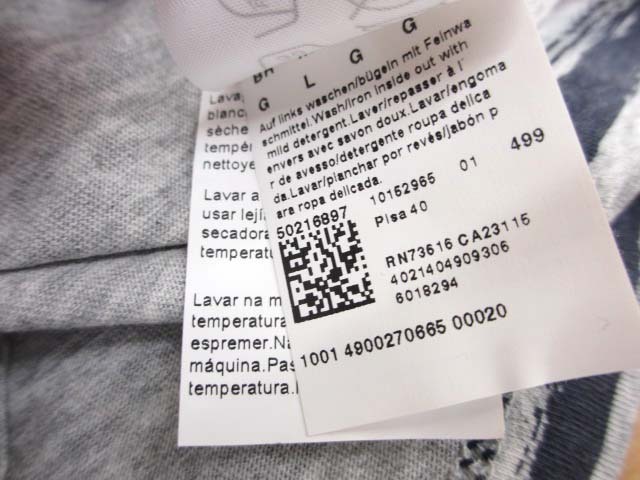 G L G G
Auf links waschen/bügeln mit Feinwa
schmittel.Wash/iron inside out with
mild detergent.Laver/repasser à l'
envers avec savon doux.Lavar/engoma
r de avesso/detergente roupa delica
da.Lavar/planchar por revés/jabón p
ara ropa delicada.
50216897 10152965 01 499
Pisa 40
RN73616 CA23115
4021404909306
6018294
1001 4900270665 00020
Lava
blanc
sèche
tempér
nettoye
Lavar a
usar lejí
secadora
temperatu
Lavar na m
temperatura
espremer.Na
máquina.Pas
temperatura.